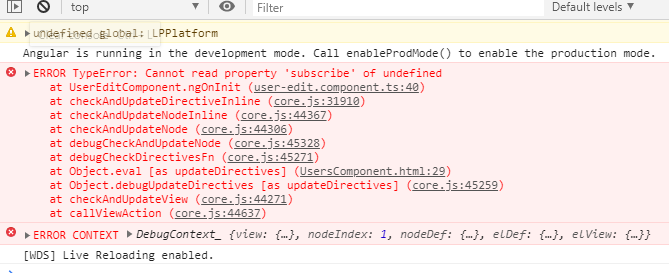 top
Filter
Default levels
undefined global: LPPlatform
Angular is running in the development mode. Call enableProdMode() to enable the production mode.
ERROR TypeError: Cannot read property 'subscribe' of undefined
at UserEditComponent.ngOnInit (user-edit.component.ts:40)
at checkAndUpdateDirectiveInline (core.js:31910)
at checkAndUpdateNodeInline (core.js:44367)
at checkAndUpdateNode (core.js:44306)
at debugCheckAndUpdateNode (core.js:45328)
at debugCheckDirectivesFn (core.js:45271)
at Object.eval [as updateDirectives] (UsersComponent.html:29)
at Object.debugUpdateDirectives [as updateDirectives] (core.js:45259)
at checkAndUpdateView (core.js:44271)
at callViewAction (core.js:44637)
ERROR CONTEXT DebugContext_ {view: {…}, nodeIndex: 1, nodeDef: {…}, elDef: {…}, elView: {…}}
[WDS] Live Reloading enabled.